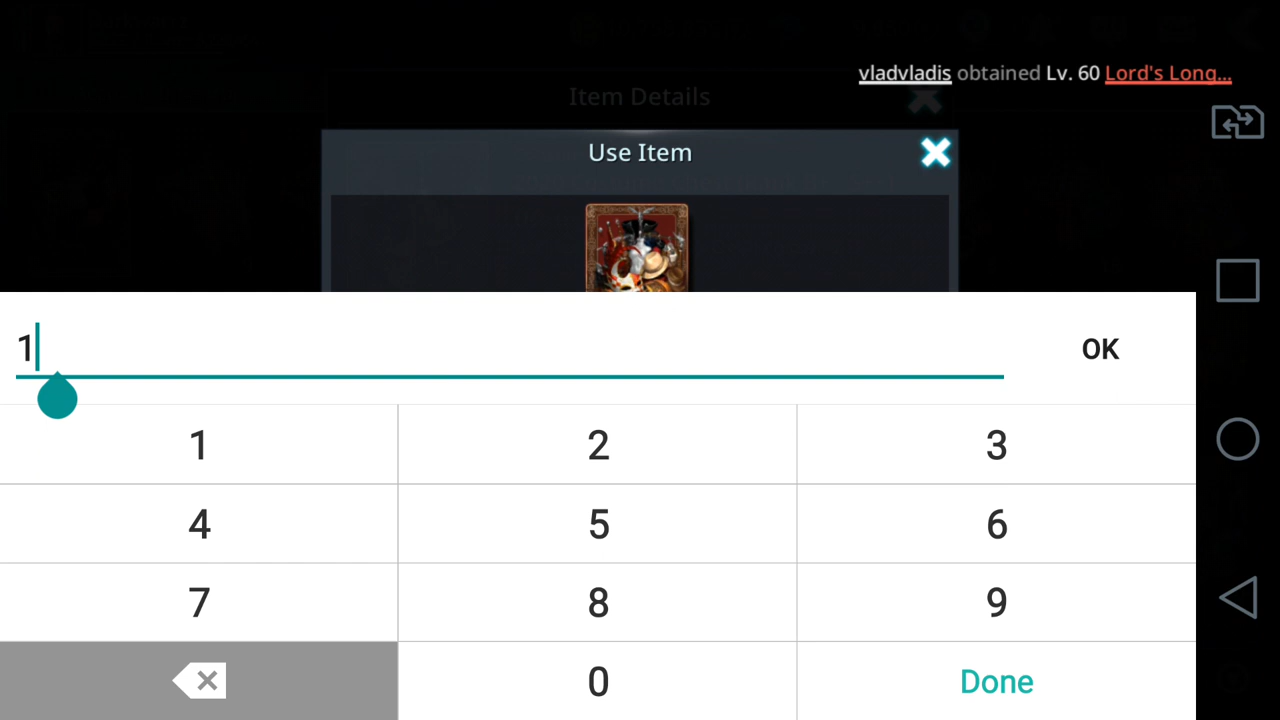 vladvladis obtained Lv. 60 Lord's Long...
Item Details
Use Item
1
OK
1 2 3
4 5 6
7 8 9
0 Done